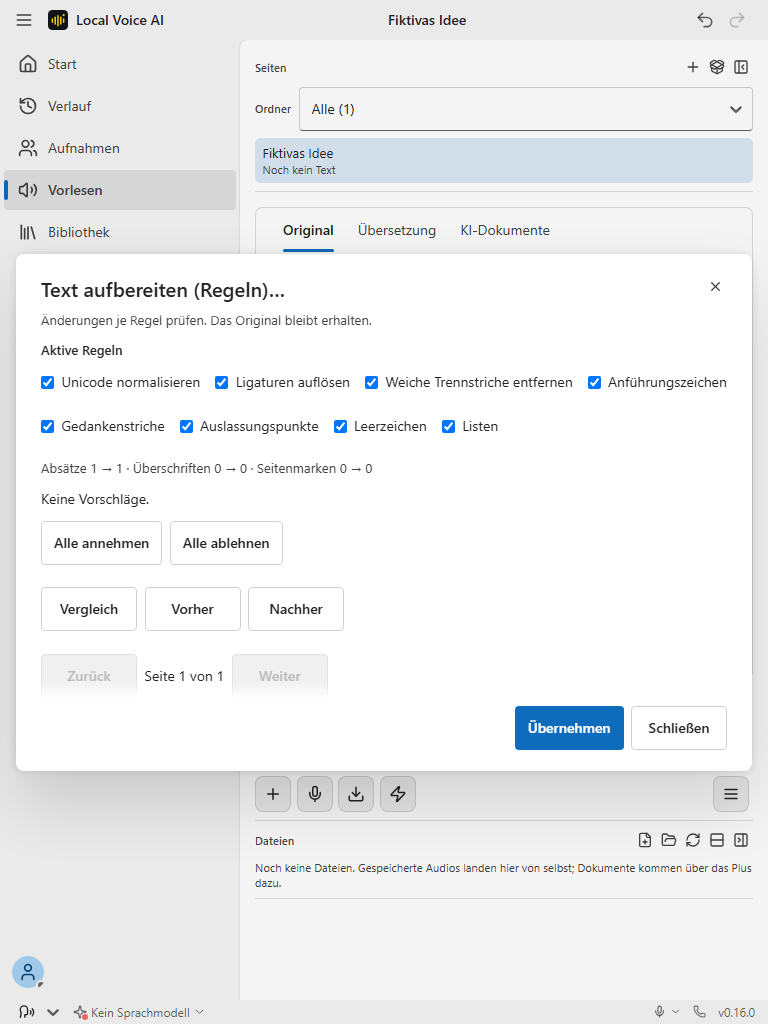 Local Voice AI
Fiktivas Idee
Start
Verlauf
Aufnahmen
Vorlesen
Bibliothek
Seiten
Ordner
Alle (1)
Fiktivas Idee
Noch kein Text
Original Übersetzung KI-Dokumente
Text aufbereiten (Regeln)...
Änderungen je Regel prüfen. Das Original bleibt erhalten.
Aktive Regeln
Unicode normalisieren Ligaturen auflösen Weiche Trennstriche entfernen Anführungszeichen
Gedankenstriche Auslassungspunkte Leerzeichen Listen
Absätze 1 → 1 · Überschriften 0 → 0 · Seitenmarken 0 → 0
Keine Vorschläge.
Alle annehmen Alle ablehnen
Vergleich Vorher Nachher
Zurück Seite 1 von 1 Weiter
Übernehmen Schließen
Dateien
Noch keine Dateien. Gespeicherte Audios landen hier von selbst; Dokumente kommen über das Plus
dazu.
Kein Sprachmodell
v0.16.0